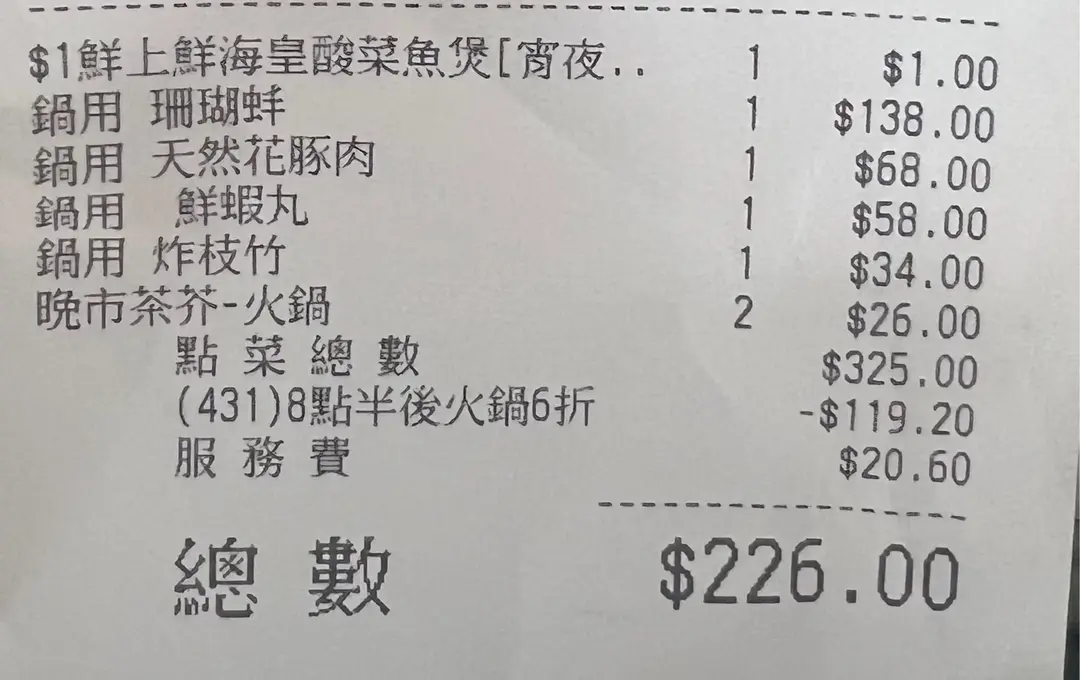 $1鮮上鮮海皇酸菜魚煲[宵夜.. 1 $1.00
鍋用 珊瑚蚌 1 $138.00
鍋用 天然花豚肉 1 $68.00
鍋用 鮮蝦丸 1 $58.00
鍋用 炸枝竹 1 $34.00
晚市茶芥-火鍋 2 $26.00
點菜總數 $325.00
(431)8點半後火鍋6折 -$119.20
服務費 $20.60
總數 $226.00